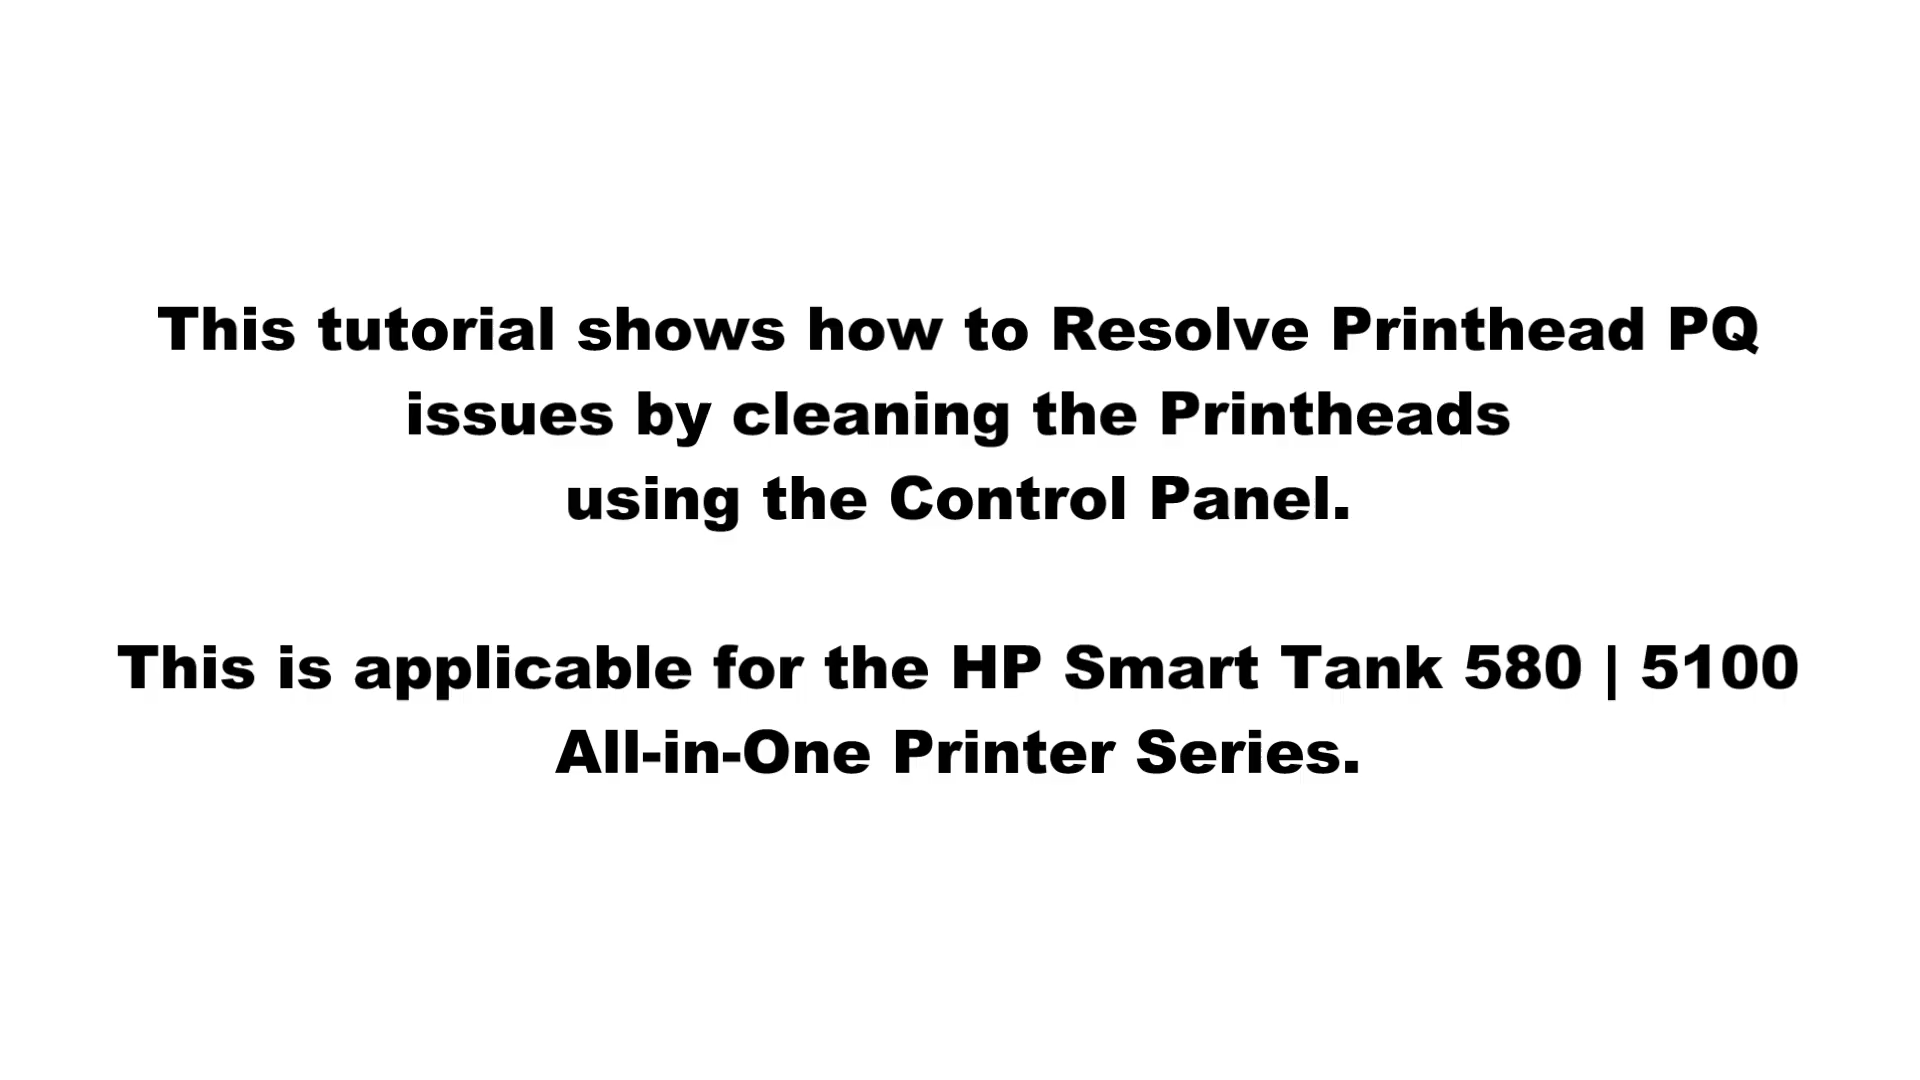 This tutorial shows how to Resolve Printhead PQ
issues by cleaning the Printheads
using the Control Panel.
This is applicable for the HP Smart Tank 580 | 5100
All-in-One Printer Series.